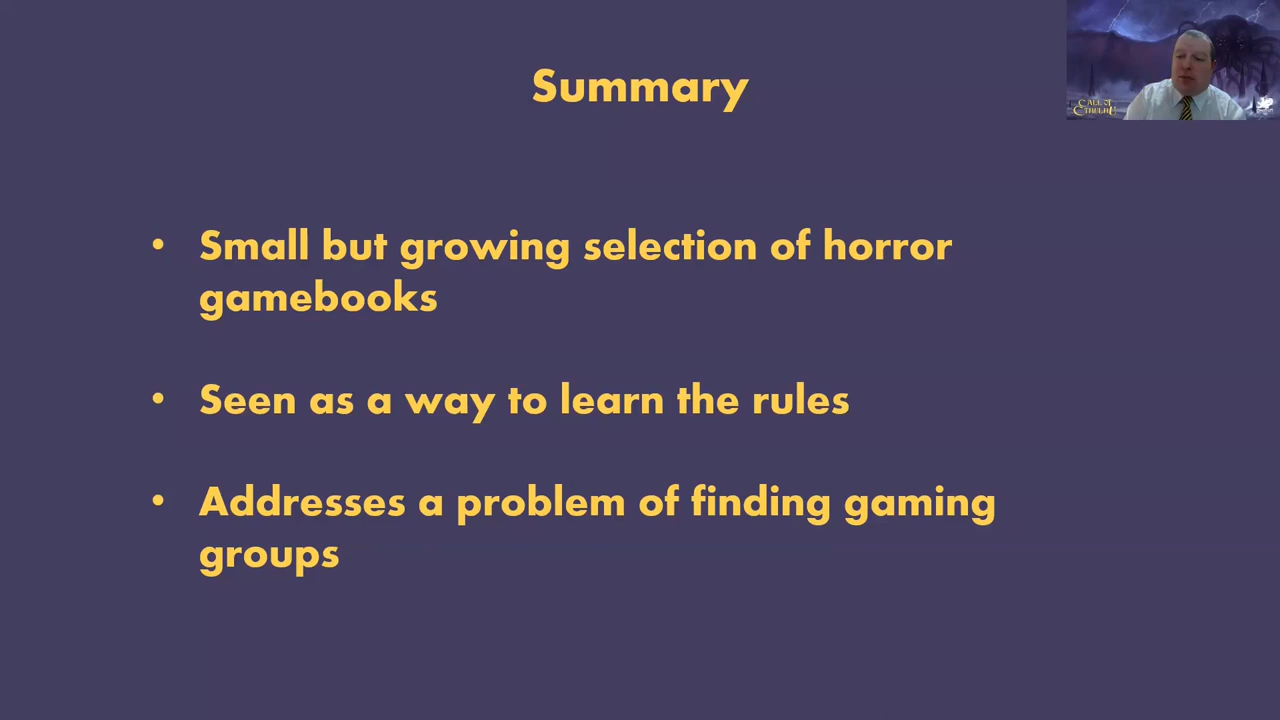 Summary
CALL OF
CTHULHU
• Small but growing selection of horror
gamebooks
• Seen as a way to learn the rules
• Addresses a problem of finding gaming
groups